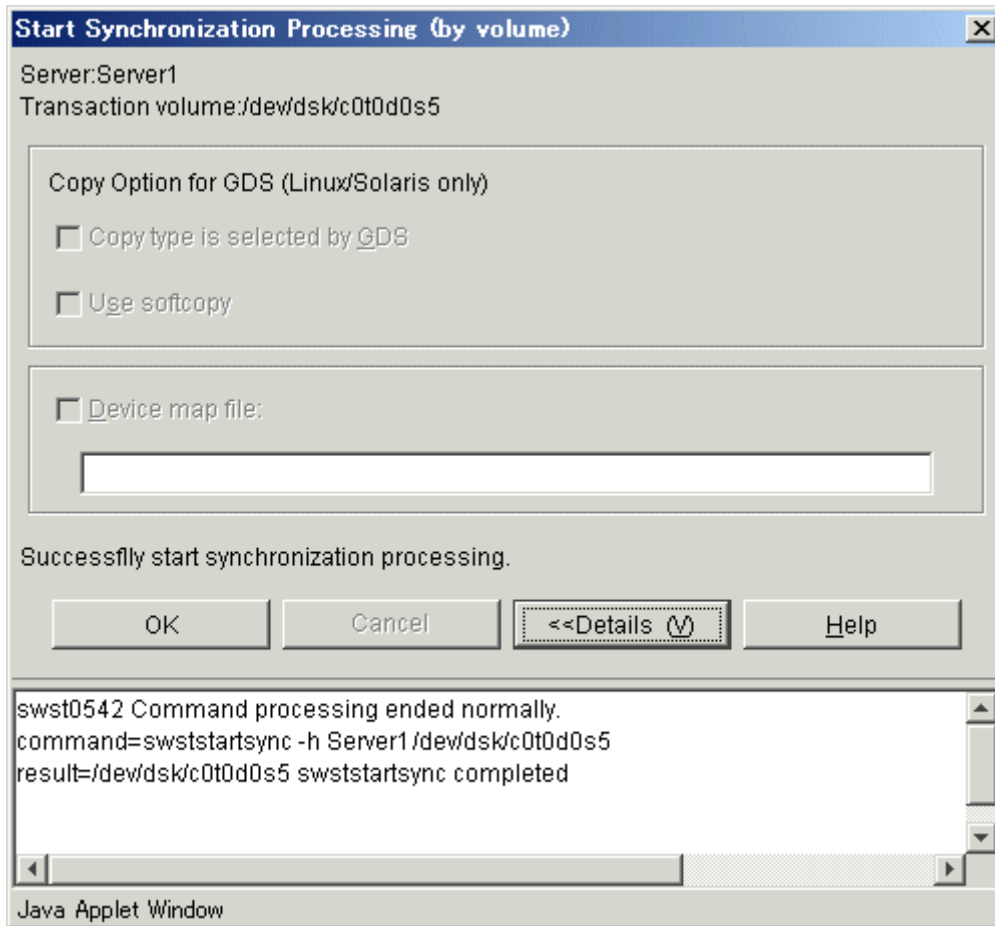 Start Synchronization Processing (by volume)
Server:Server1
Transaction volume:/dev/dsk/c0t0d0s5
Copy Option for GDS (Linux/Solaris only)
Copy type is selected by GDS
Use softcopy
Device map file:
Successflly start synchronization processing.
OK Cancel <<Details (V) Help
swst0542 Command processing ended normally.
command=swststartsync -h Server1 /dev/dsk/c0t0d0s5
result=/dev/dsk/c0t0d0s5 swststartsync completed
Java Applet Window